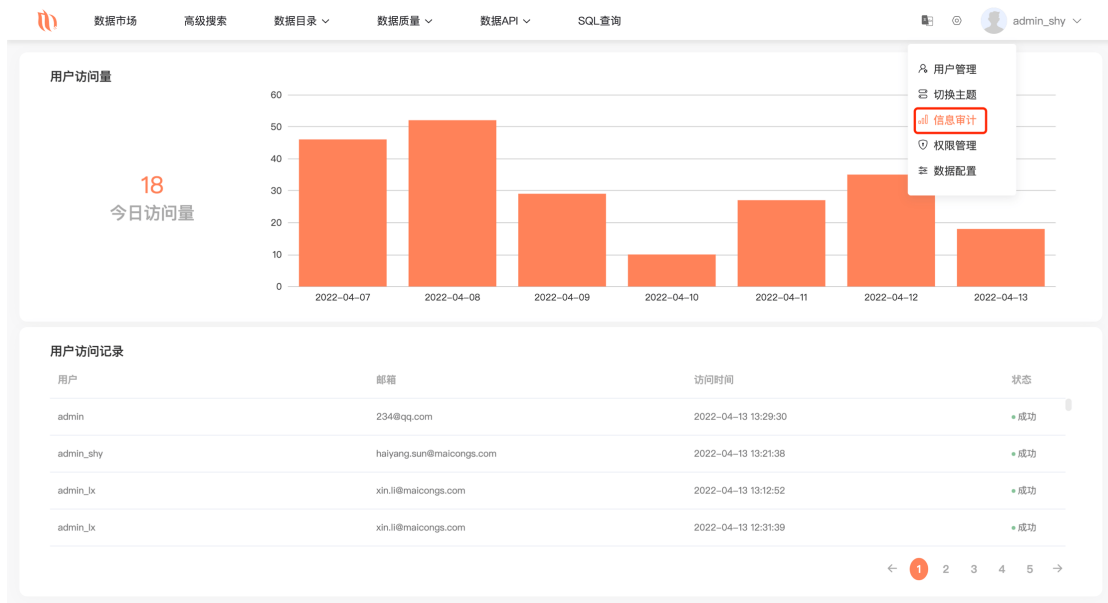 数据市场 高级搜索 数据目录 数据质量 数据API SQL查询 admin_shy
用户管理
切换主题
信息审计
权限管理
数据配置
用户访问量
18
今日访问量
60
50
40
30
20
10
0
2022-04-07 2022-04-08 2022-04-09 2022-04-10 2022-04-11 2022-04-12 2022-04-13
用户访问记录
用户 邮箱 访问时间 状态
admin 234@qq.com 2022-04-13 13:29:30 成功
admin_shy haiyang.sun@maicongs.com 2022-04-13 13:21:38 成功
admin_lx xin.li@maicongs.com 2022-04-13 13:12:52 成功
admin_lx xin.li@maicongs.com 2022-04-13 12:31:39 成功
← 1 2 3 4 5 →